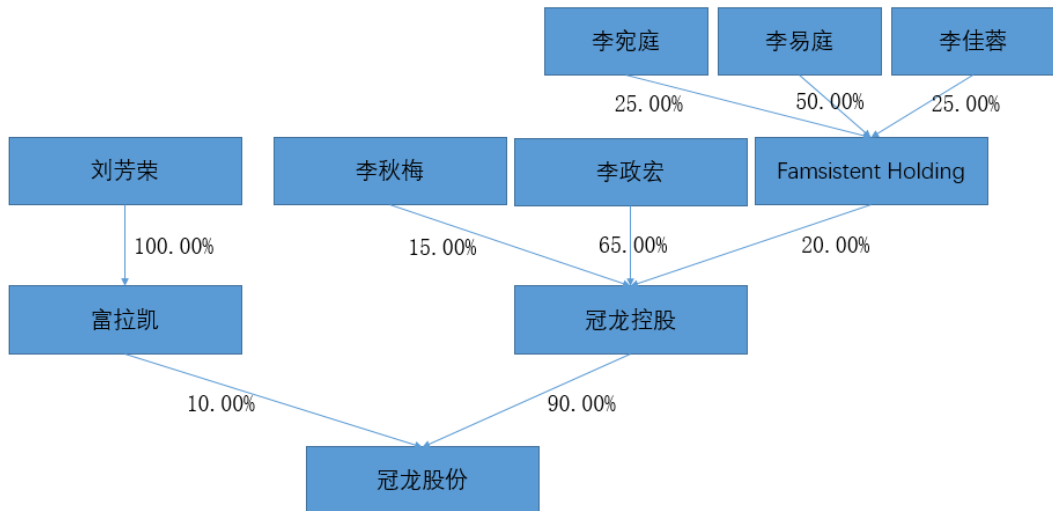 李宛庭
李易庭
李佳蓉
25.00%
50.00%
25.00%
刘芳荣
李秋梅
李政宏
Famsistent Holding
100.00%
15.00%
65.00%
20.00%
富拉凯
冠龙控股
10.00%
90.00%
冠龙股份